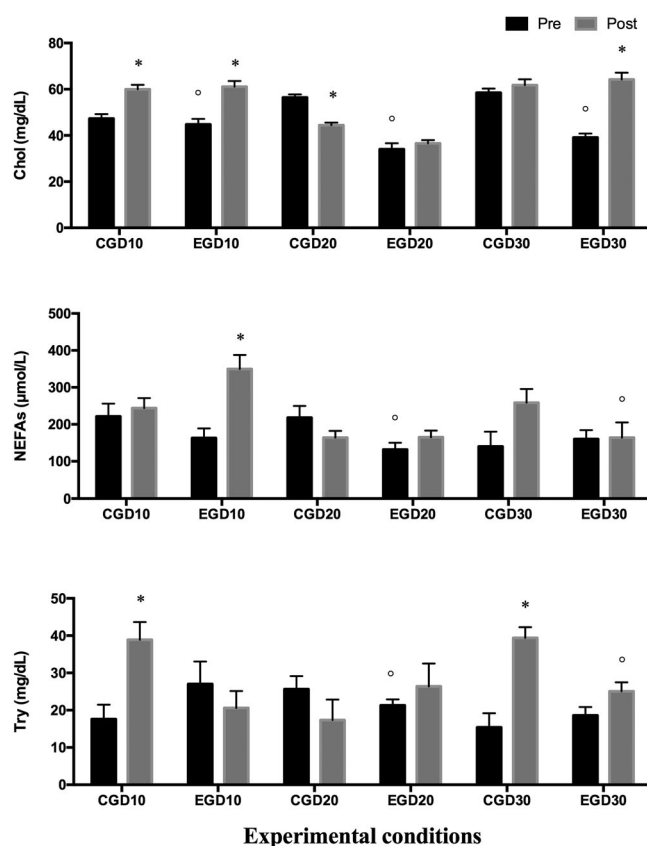 Pre Post
Chol (mg/dL)
80
60
40
20
0
* * * *
° ° °
CGD10 EGD10 CGD20 EGD20 CGD30 EGD30
NEFAs (µmol/L)
500
400
300
200
100
0
*
° °
CGD10 EGD10 CGD20 EGD20 CGD30 EGD30
Try (mg/dL)
50
40
30
20
10
0
* *
° °
CGD10 EGD10 CGD20 EGD20 CGD30 EGD30
Experimental conditions